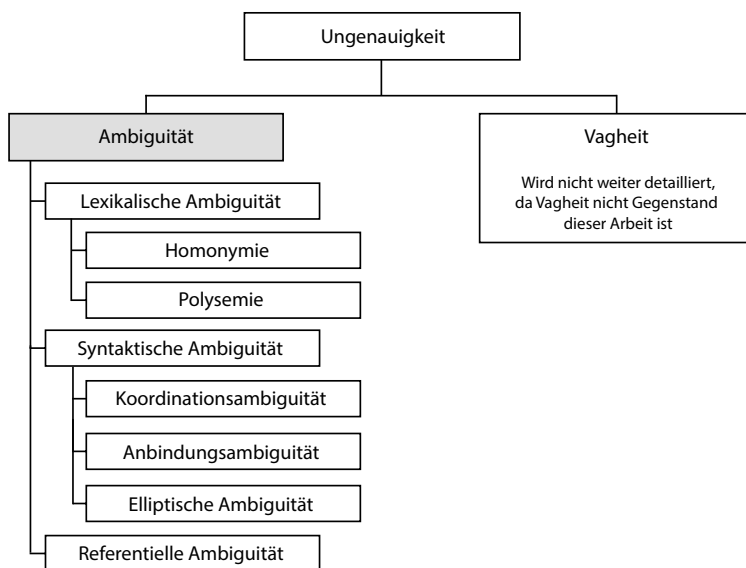 Ungenauigkeit
Ambiguität
Vagheit
Wird nicht weiter detailliert,
da Vagheit nicht Gegenstand
dieser Arbeit ist
Lexikalische Ambiguität
Homonymie
Polysemie
Syntaktische Ambiguität
Koordinationsambiguität
Anbindungsambiguität
Elliptische Ambiguität
Referentielle Ambiguität